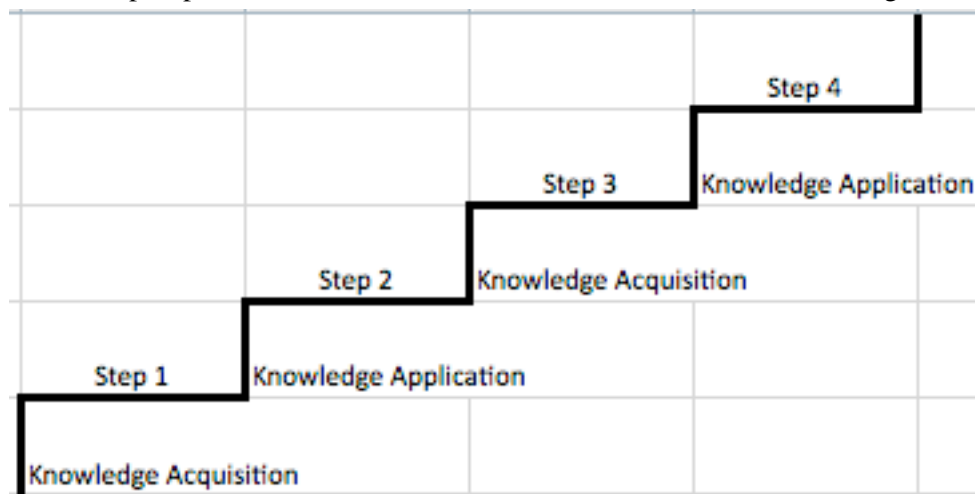 Step 4
Knowledge Application
Step 3
Knowledge Acquisition
Step 2
Knowledge Application
Step 1
Knowledge Acquisition